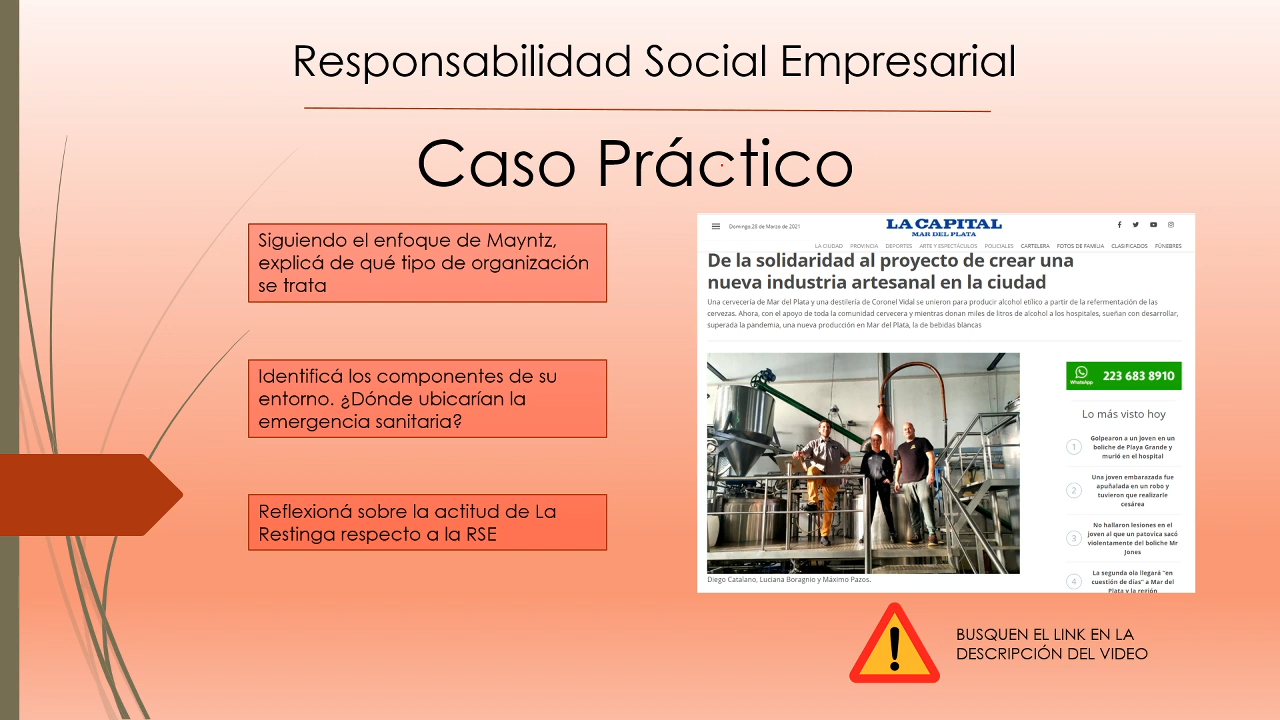 Responsabilidad Social Empresarial
Caso Práctico
Siguiendo el enfoque de Mayntz,
explicá de qué tipo de organización
se trata
Identificá los componentes de su
entorno. ¿Dónde ubicarían la
emergencia sanitaria?
Reflexioná sobre la actitud de La
Restinga respecto a la RSE
Domingo,28 de Marzo de 2021
LA CAPITAL
MAR DEL PLATA
LA CIUDAD PROVINCIA DEPORTES ARTE Y ESPECTÁCULOS POLICIALES CARTELERA FOTOS DE FAMILIA CLASIFICADOS FÚNEBRES
De la solidaridad al proyecto de crear una
nueva industria artesanal en la ciudad
Una cervecería de Mar del Plata y una destilería de Coronel Vidal se unieron para producir alcohol etílico a partir de la refermentación de las
cervezas. Ahora, con el apoyo de toda la comunidad cervecera y mientras donan miles de litros de alcohol a los hospitales, sueñan con desarrollar,
superada la pandemia, una nueva producción en Mar del Plata, la de bebidas blancas
Diego Catalano, Luciana Boragnio y Máximo Pazos.
WhatsApp 223 683 8910
Lo más visto hoy
1 Golpearon a un joven en un
boliche de Playa Grande y
murió en el hospital
2 Una joven embarazada fue
apuñalada en un robo y
tuvieron que realizarle
cesárea
3 No hallaron lesiones en el
joven al que un patovica sacó
violentamente del boliche Mr
Jones
4 La segunda ola llegará "en
cuestión de días" a Mar del
Plata y la región
BUSQUEN EL LINK EN LA
DESCRIPCIÓN DEL VIDEO